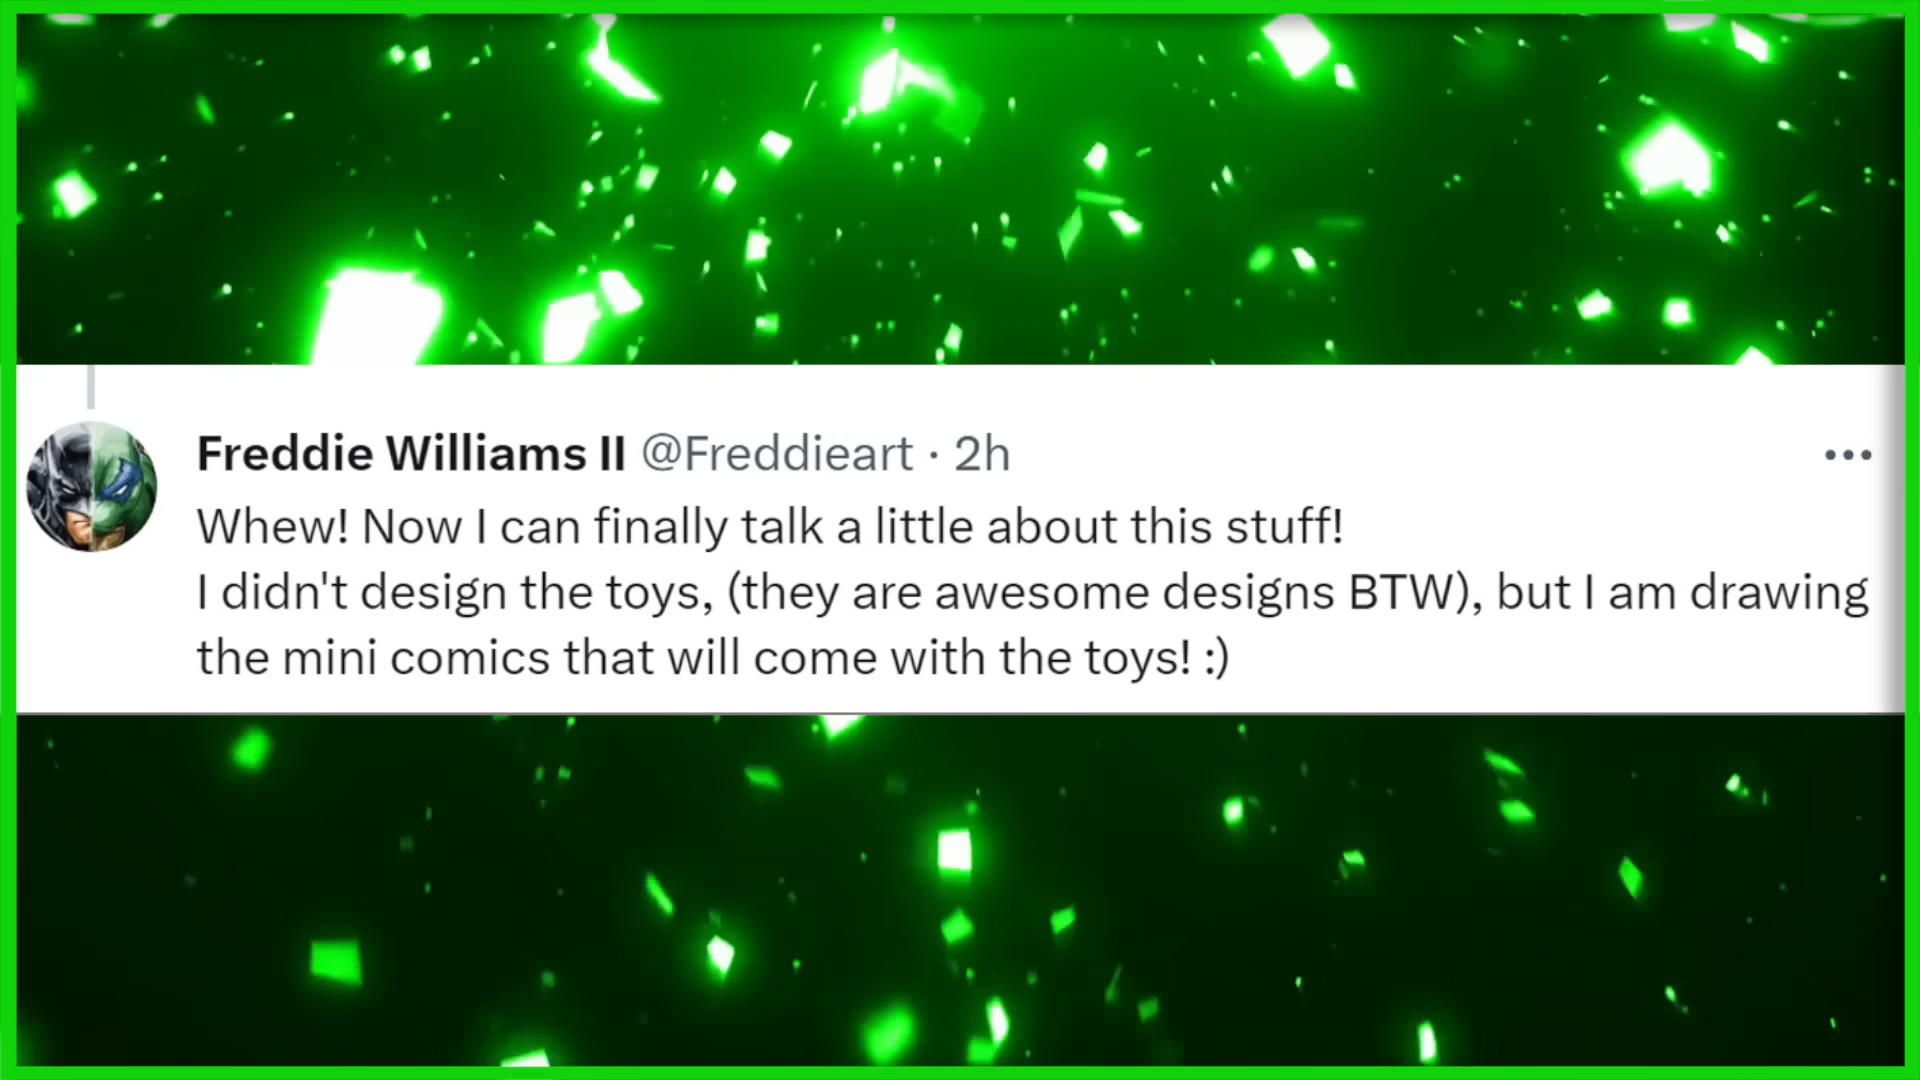 Freddie Williams II @Freddieart · 2h
Whew! Now I can finally talk a little about this stuff!
I didn't design the toys, (they are awesome designs BTW), but I am drawing
the mini comics that will come with the toys! :)